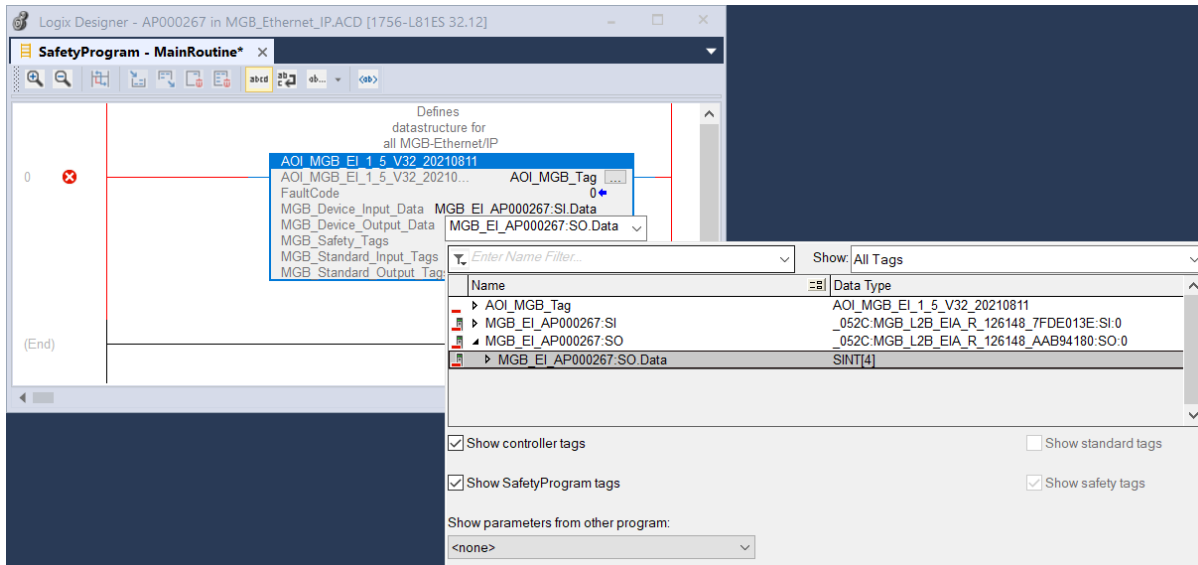 Logix Designer - AP000267 in MGB_Ethernet_IP.ACD [1756-L81ES 32.12]
SafetyProgram - MainRoutine*
abcd
ab...
<ab>
Defines
datastructure for
all MGB-Ethernet/IP
AOI_MGB_EI_1_5_V32_20210811
0
AOI_MGB_EI_1_5_V32_20210... AOI_MGB_Tag ...
FaultCode 0
MGB_Device_Input_Data MGB_EI_AP000267:SI.Data
MGB_Device_Output_Data MGB_EI_AP000267:SO.Data
MGB_Safety_Tags
MGB_Standard_Input_Tags
MGB_Standard_Output_Tag
(End)
Enter Name Filter... Show: All Tags
Name Data Type
AOI_MGB_Tag AOI_MGB_EI_1_5_V32_20210811
MGB_EI_AP000267:SI _052C:MGB_L2B_EIA_R_126148_7FDE013E:SI:0
MGB_EI_AP000267:SO _052C:MGB_L2B_EIA_R_126148_AAB94180:SO:0
MGB_EI_AP000267:SO.Data SINT[4]
Show controller tags Show standard tags
Show SafetyProgram tags Show safety tags
Show parameters from other program:
<none>